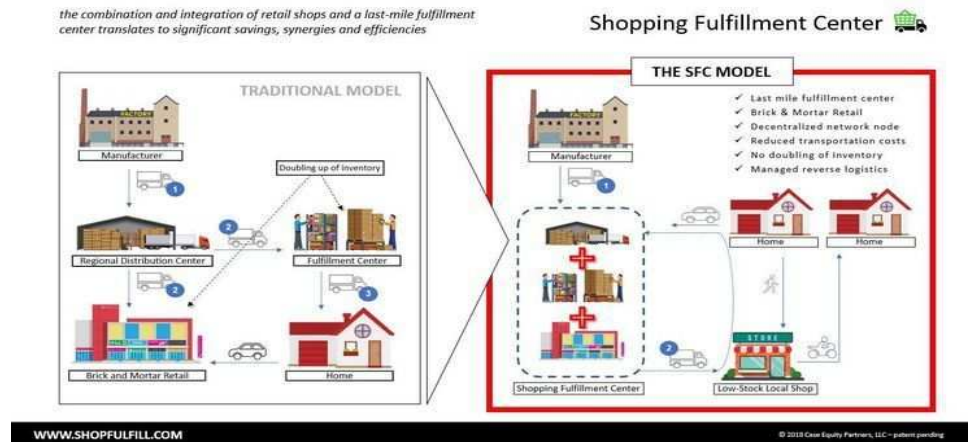 the combination and integration of retail shops and a last-mile fulfillment
center translates to significant savings, synergies and efficiencies
Shopping Fulfillment Center
TRADITIONAL MODEL
FACTORY
Manufacturer
1
Doubling up of inventory
2
Regional Distribution Center
Fulfillment Center
2
3
Brick and Mortar Retail
Home
THE SFC MODEL
✓ Last mile fulfillment center
✓ Brick & Mortar Retail
✓ Decentralized network node
✓ Reduced transportation costs
✓ No doubling of inventory
✓ Managed reverse logistics
FACTORY
Manufacturer
1
Home
Home
2
STORE
Shopping Fulfillment Center
Low-Stock Local Shop
WWW.SHOPFULFILL.COM
© 2019 Case Equity Partners, LLC – patent pending